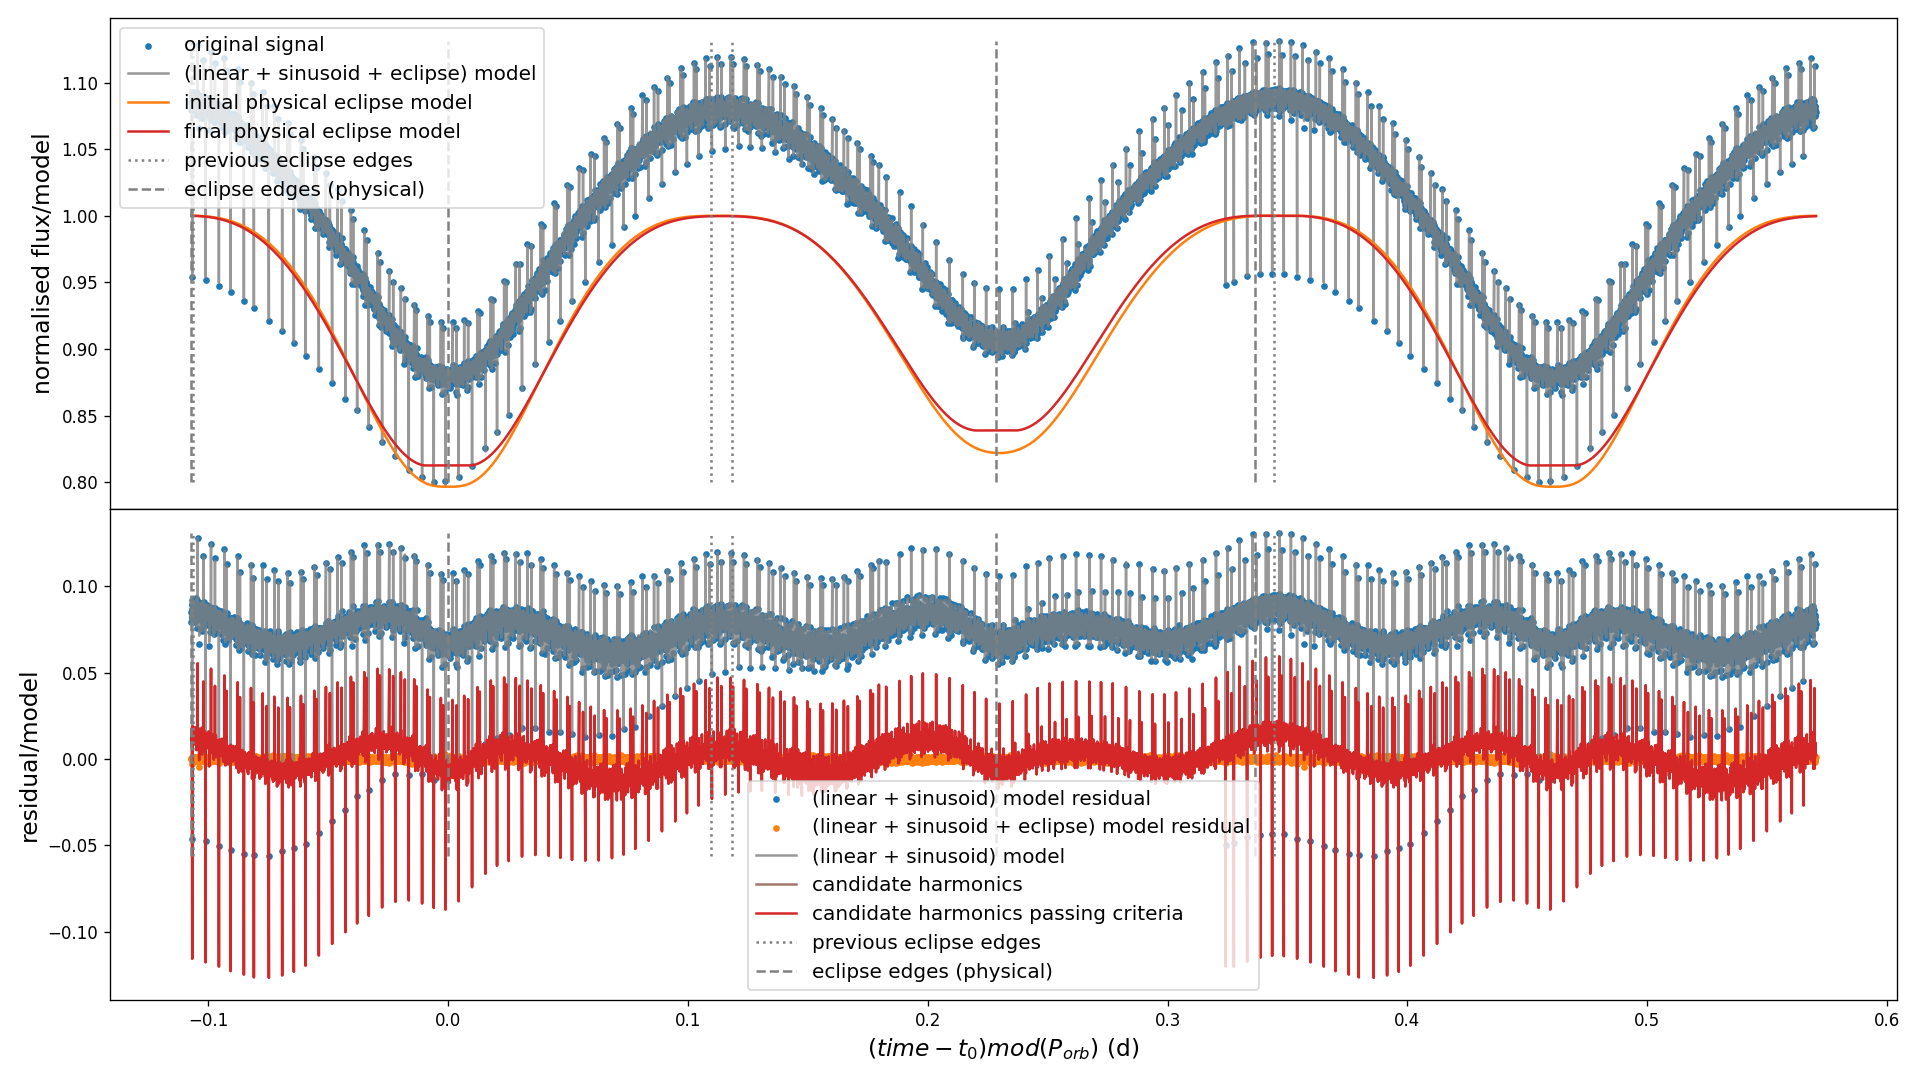 original signal
(linear + sinusoid + eclipse) model
initial physical eclipse model
final physical eclipse model
previous eclipse edges
eclipse edges (physical)
normalised flux/model
1.10
1.05
1.00
0.95
0.90
0.85
0.80
residual/model
0.10
0.05
0.00
−0.05
−0.10
(linear + sinusoid) model residual
(linear + sinusoid + eclipse) model residual
(linear + sinusoid) model
candidate harmonics
candidate harmonics passing criteria
previous eclipse edges
eclipse edges (physical)
−0.1 0.0 0.1 0.2 0.3 0.4 0.5 0.6
(time − t0)mod(Porb) (d)